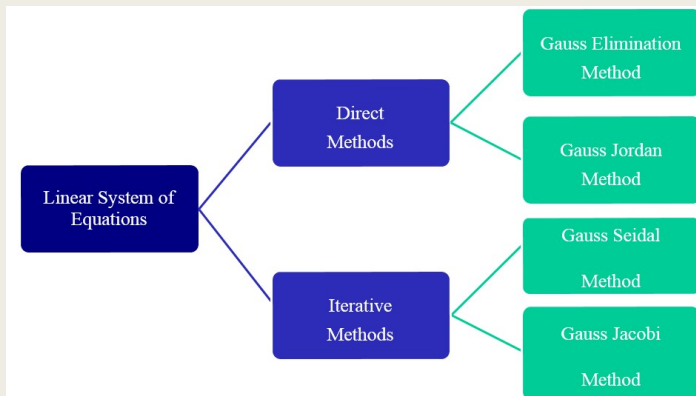 Linear System of
Equations
Direct
Methods
Iterative
Methods
Gauss Elimination
Method
Gauss Jordan
Method
Gauss Seidal
Method
Gauss Jacobi
Method